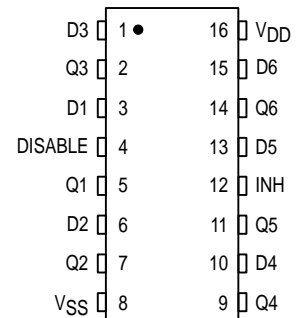 D3 1 16 VDD
Q3 2 15 D6
D1 3 14 Q6
DISABLE 4 13 D5
Q1 5 12 INH
D2 6 11 Q5
Q2 7 10 D4
VSS 8 9 Q4